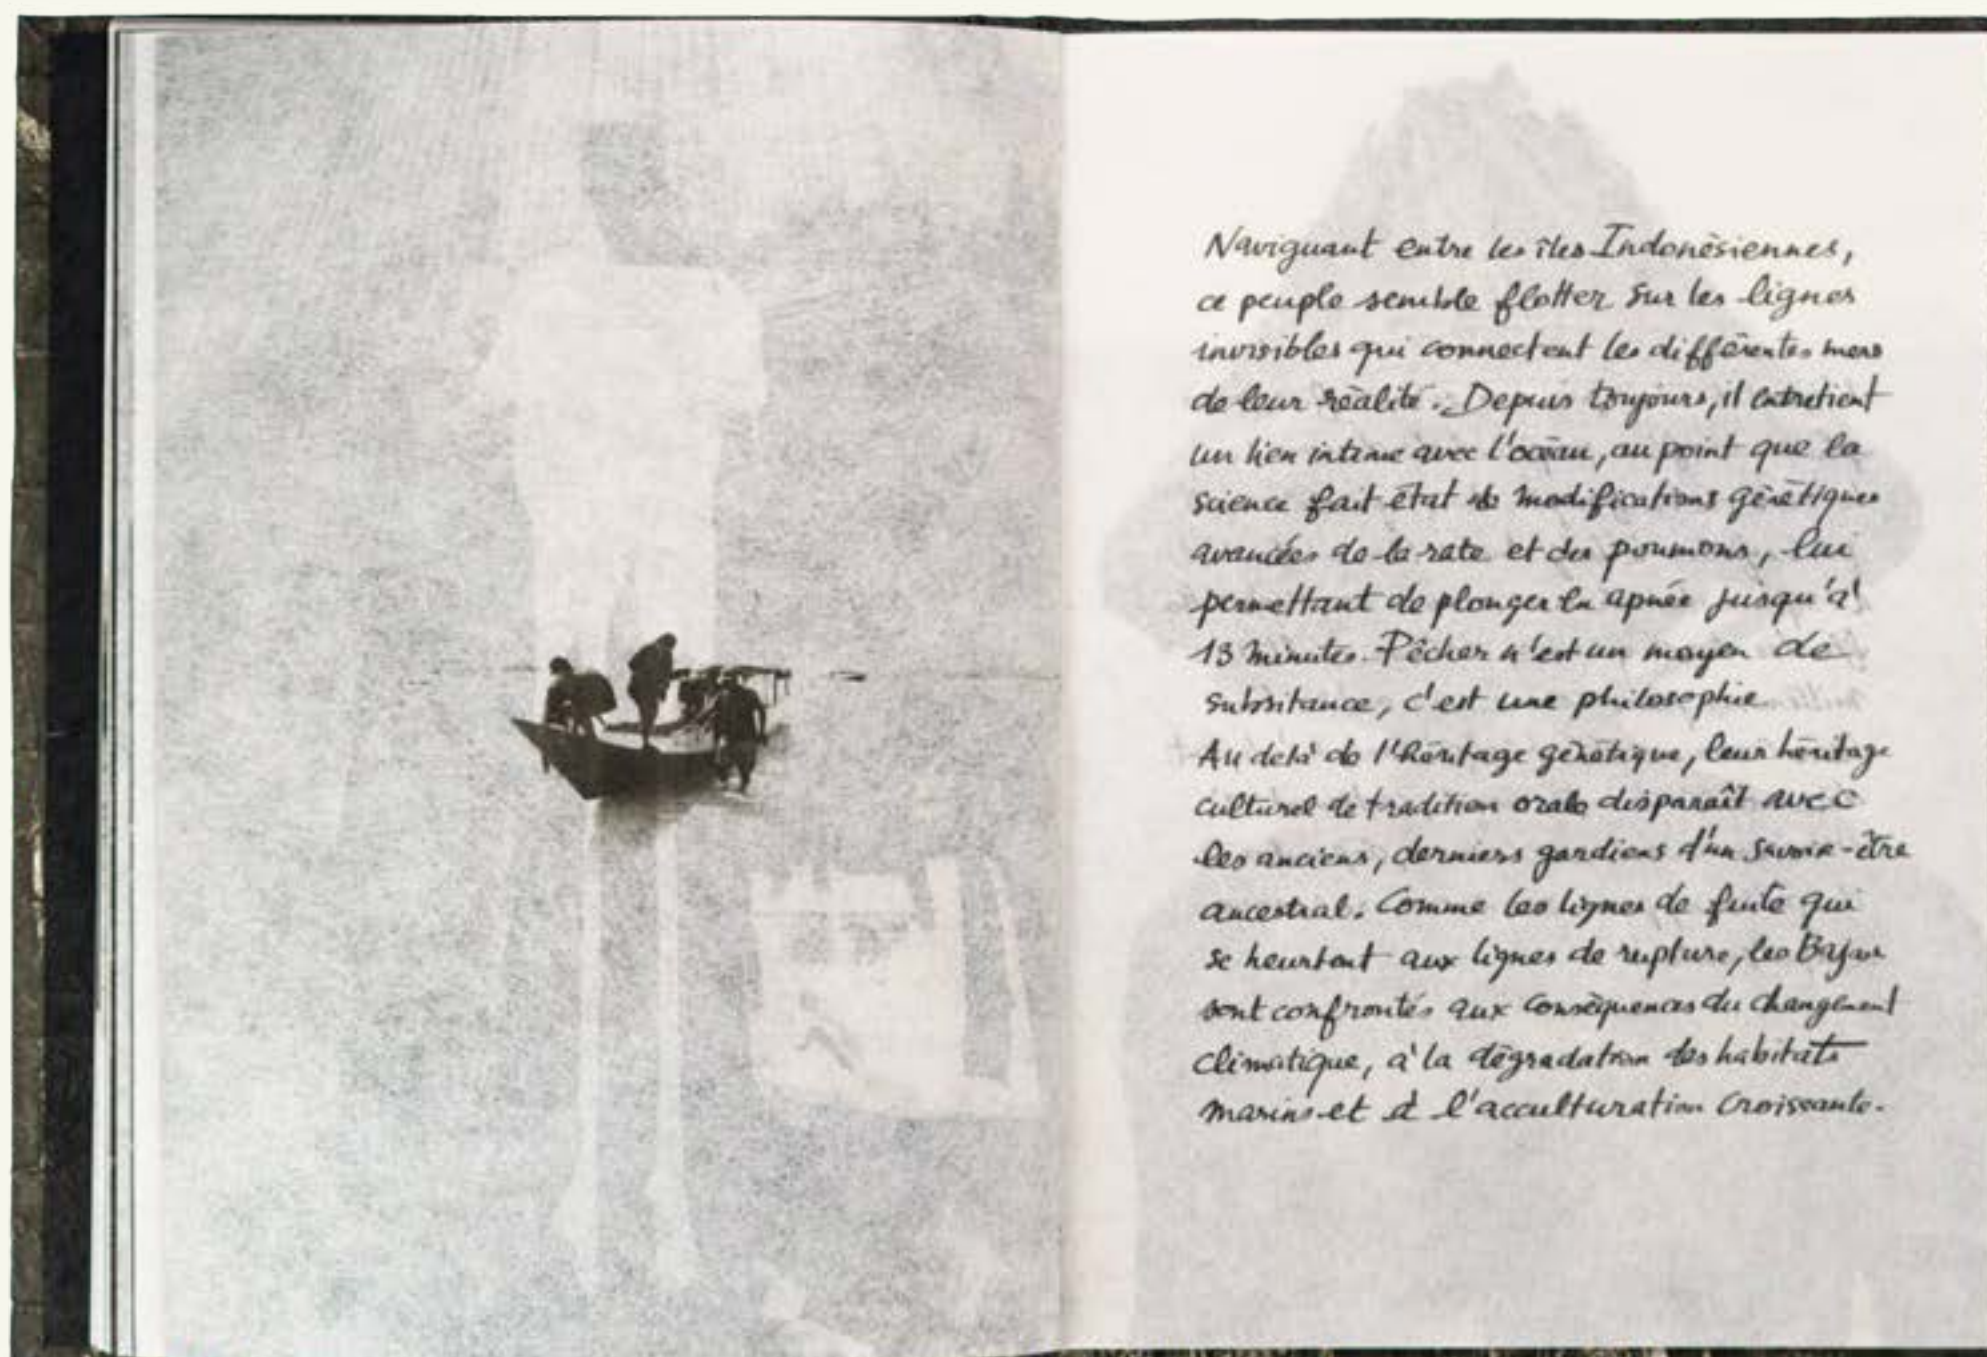 Naviguant entre les îles Indonésiennes,
ce peuple semble flotter sur les lignes
invisibles qui connectent les différentes mers
de leur réalité. Depuis toujours, il entretient
un lien intime avec l'océan, au point que la
science fait état de modifications génétiques
avancées de la rate et des poumons, lui
permettant de plonger en apnée jusqu'à
13 minutes. Pêcher n'est un moyen de
subsitance, c'est une philosophie
Au delà de l'héritage génétique, leur héritage
culturel de tradition orale disparaît avec
les anciens, derniers gardiens d'un savoir-être
ancestral. Comme les lignes de fuite qui
se heurtent aux lignes de rupture, les Bajau
sont confrontés aux conséquences du changement
climatique, à la dégradation des habitats
marins et à l'acculturation croissante.